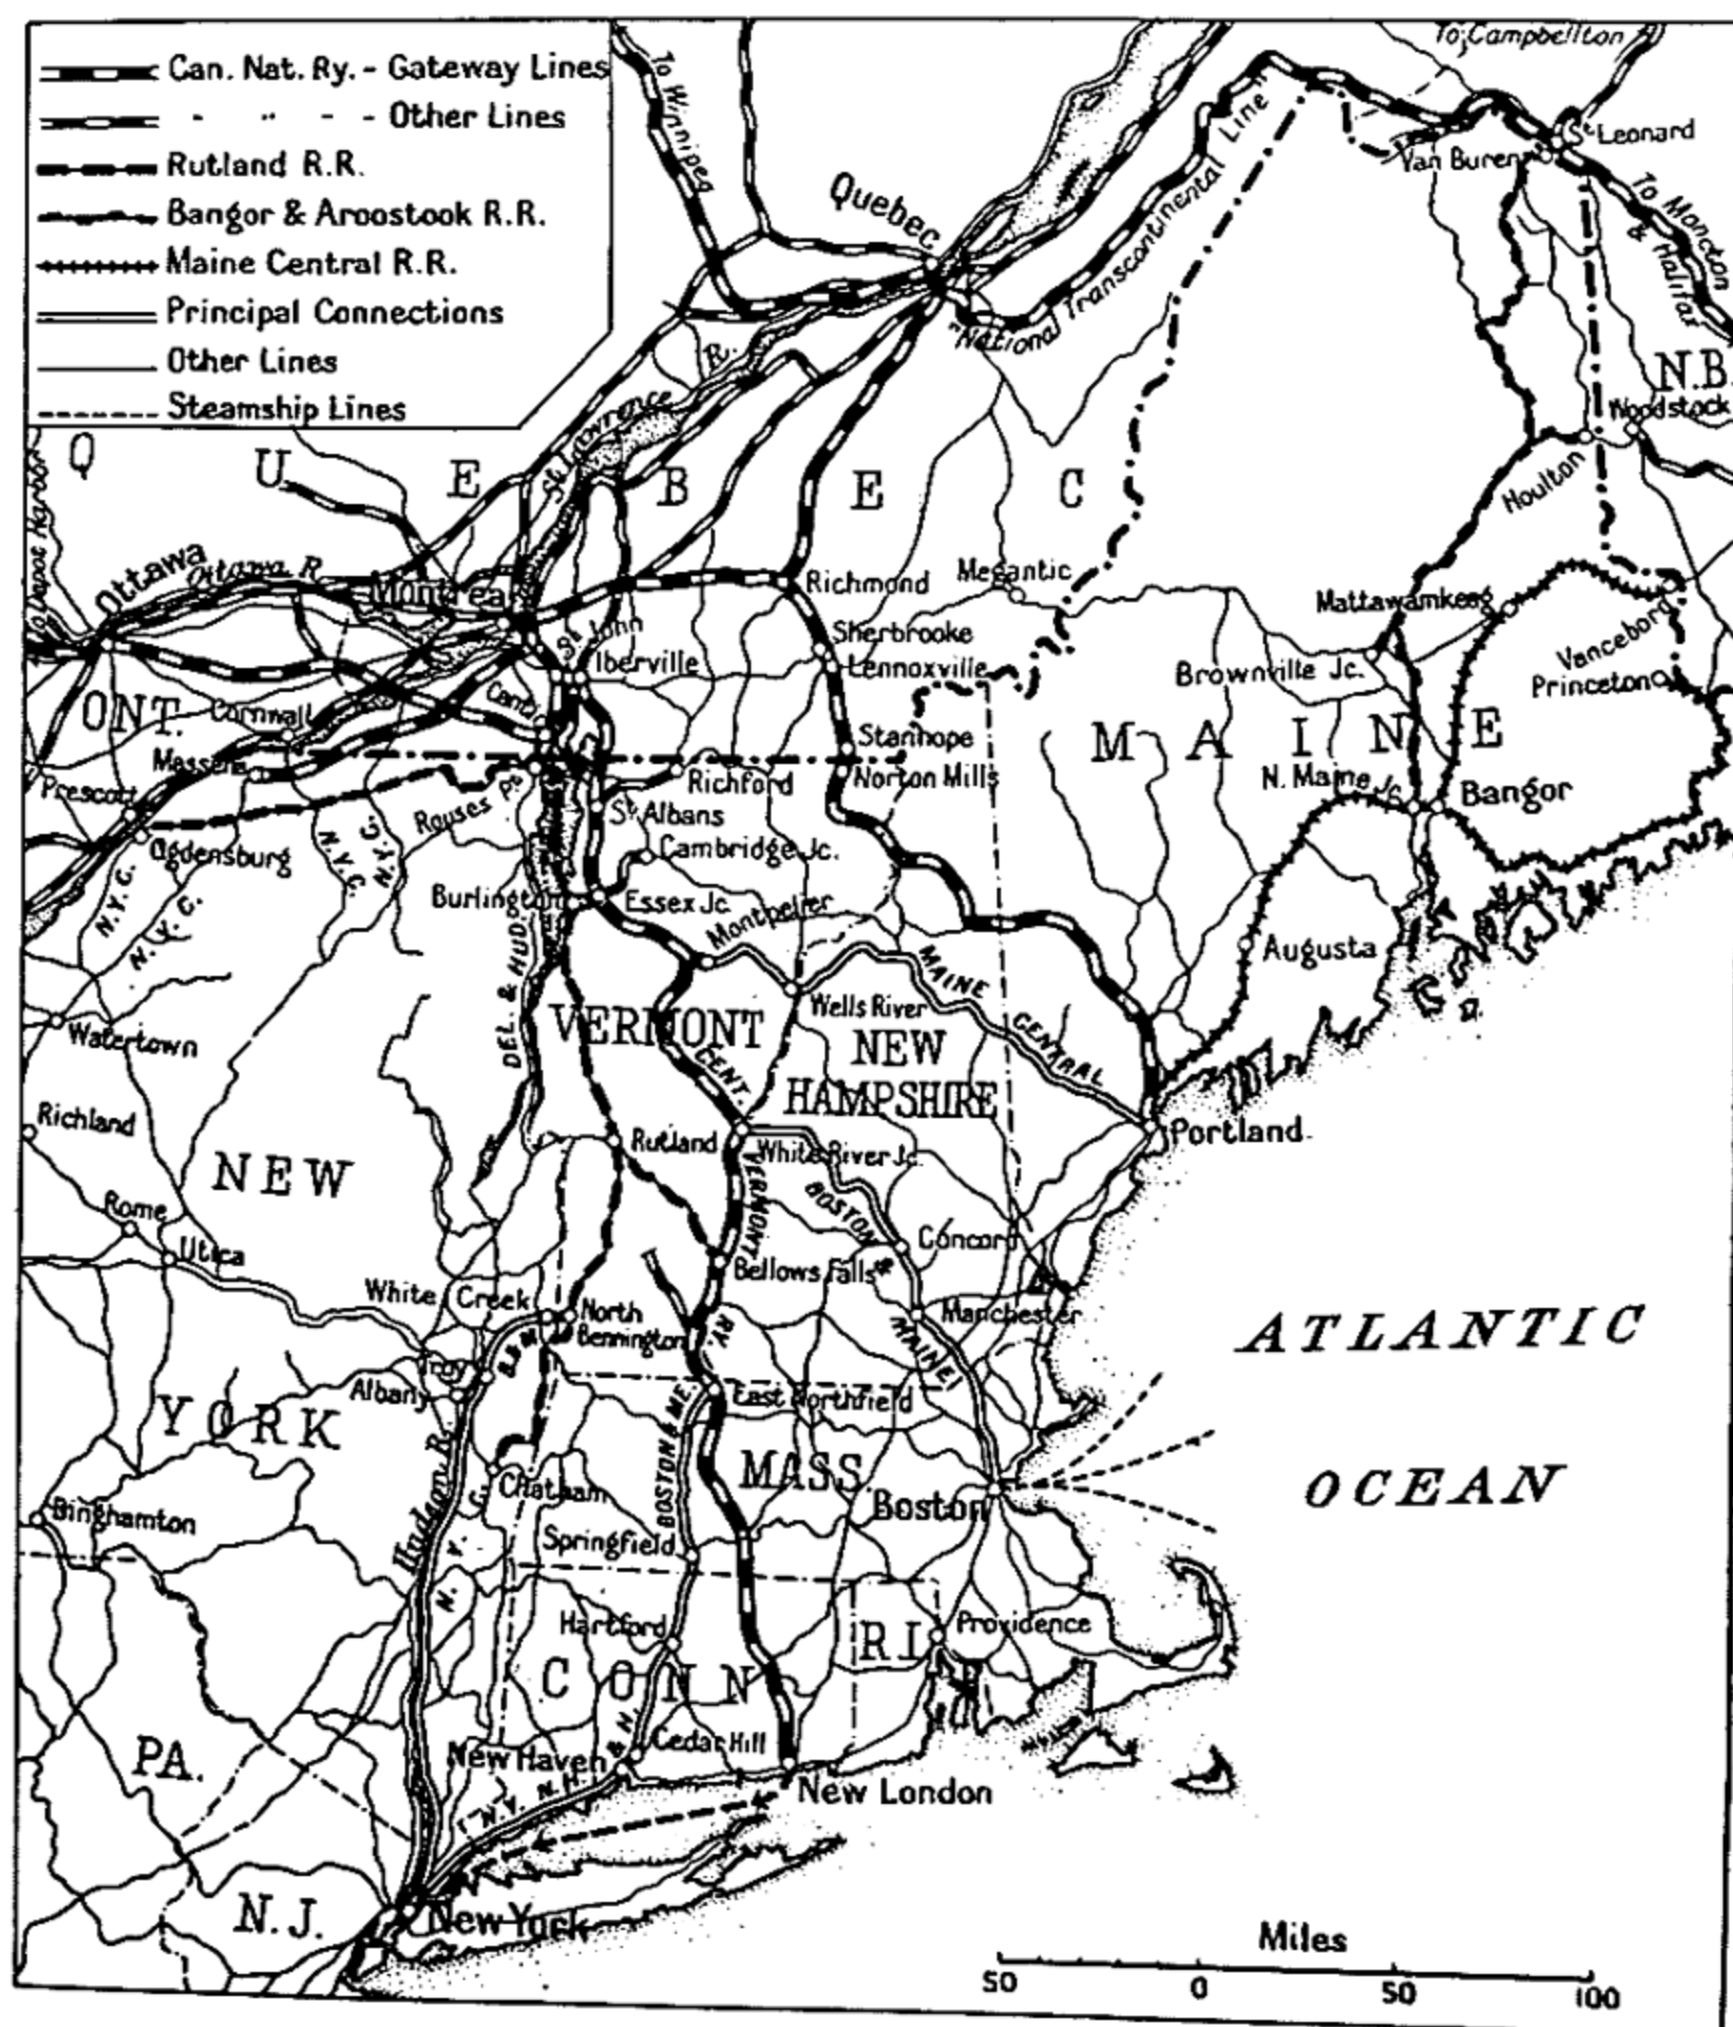 Can. Nat. Ry. - Gateway Lines
" " - - Other Lines
Rutland R.R.
Bangor & Aroostook R.R.
Maine Central R.R.
Principal Connections
Other Lines
Steamship Lines
To Campbellton
To Winnipeg
St. Leonard
Van Buren
To Moncton
& Halifax
Quebec
"National Transcontinental Line"
N.B.
Woodstock
Houlton
St. Lawrence R.
QUEBEC
Ottawa
Ottawa R.
Montreal
Richmond
Megantic
Mattawamkeag
St. John
Sherbrooke
Iberville
Lennoxville
Vanceboro
Brownville Jc.
Princeton
ONT.
Cornwall
MAINE
Stanhope
Massena
Richford
Norton Mills
N. Maine Jc.
Bangor
Prescott
Rouses Pt.
St. Albans
Ogdensburg
N.Y.C.
N.Y.C.
N.Y.C.
N.Y.C.
Cambridge Jc.
Burlington
Essex Jc.
Montpelier
Augusta
DEL. & HUD.
MAINE CENTRAL
Wells River
VERMONT
NEW
HAMPSHIRE
Watertown
CENT.
Richland
Rutland
White River Jc.
Portland
NEW
VERMONT
BOSTON &
MAINE
Rome
Utica
Concord
Bellows Falls
White Creek
North
Bennington
Manchester
RY.
ATLANTIC
Troy
B. & M.
Albany
East Northfield
YORK
Hudson R.
BOSTON & ME.
MASS.
OCEAN
Chatham
Boston
Binghamton
N. Y. C.
Springfield
Hartford
R.I.
Providence
CONN
PA.
New Haven
Cedar Hill
N.Y. N.H. & H.
New London
N.J.
New York
Miles
50 0 50 100